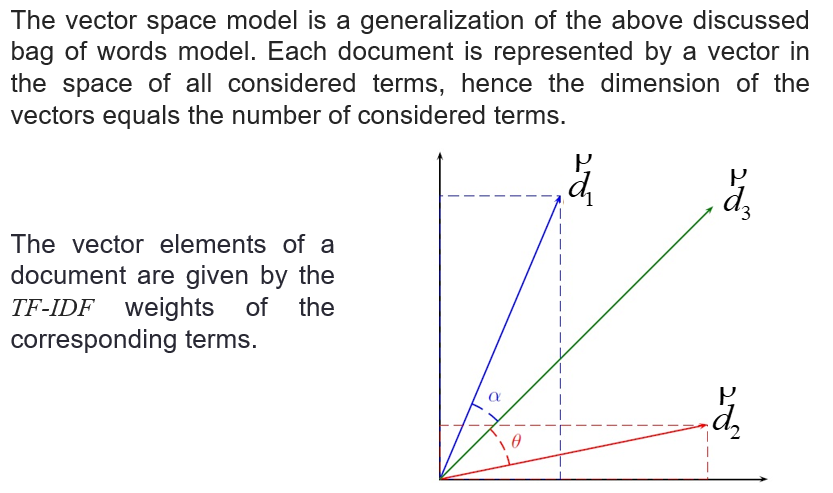 The vector space model is a generalization of the above discussed
bag of words model. Each document is represented by a vector in
the space of all considered terms, hence the dimension of the
vectors equals the number of considered terms.
The vector elements of a
document are given by the
TF-IDF weights of the
corresponding terms.
d₁
d₃
α
d₂
θ